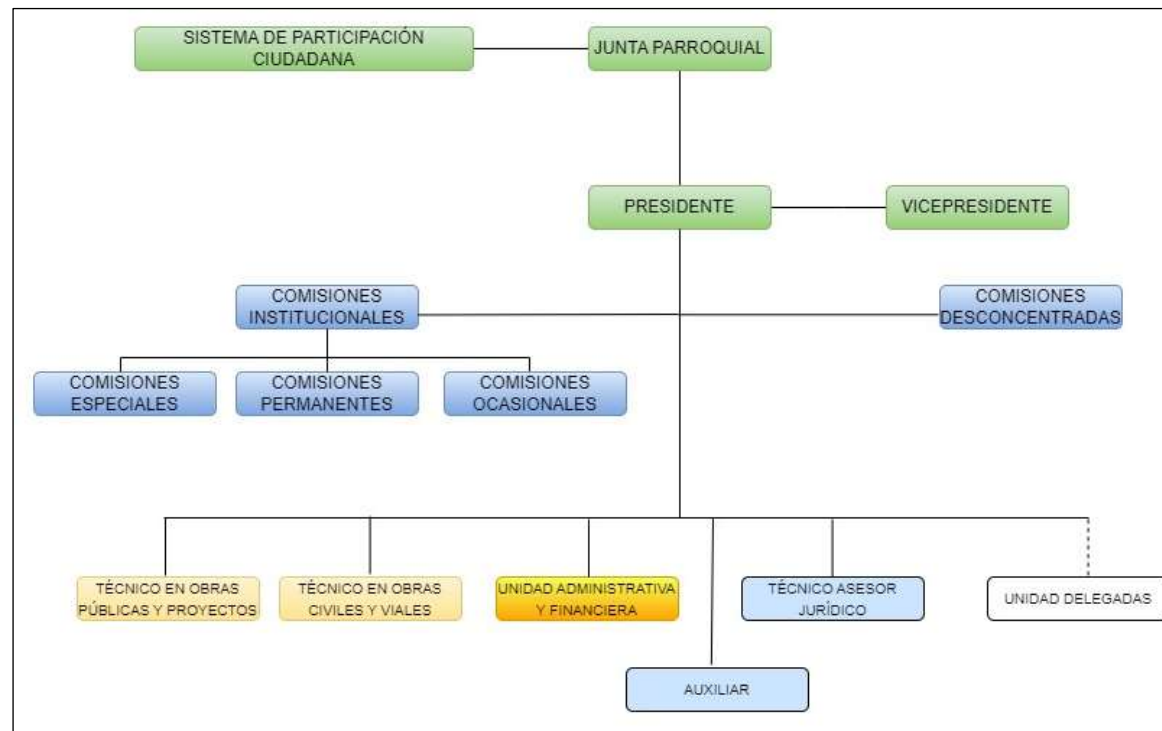 SISTEMA DE PARTICIPACIÓN
CIUDADANA
JUNTA PARROQUIAL
PRESIDENTE
VICEPRESIDENTE
COMISIONES
INSTITUCIONALES
COMISIONES
DESCONCENTRADAS
COMISIONES
ESPECIALES
COMISIONES
PERMANENTES
COMISIONES
OCASIONALES
TÉCNICO EN OBRAS
PÚBLICAS Y PROYECTOS
TÉCNICO EN OBRAS
CIVILES Y VIALES
UNIDAD ADMINISTRATIVA
Y FINANCIERA
TÉCNICO ASESOR
JURÍDICO
UNIDAD DELEGADAS
AUXILIAR